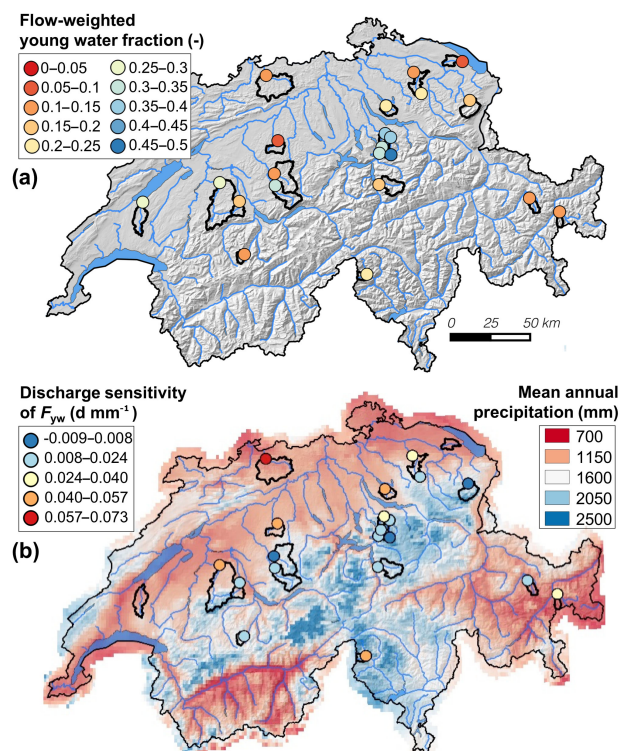 Flow-weighted
young water fraction (-)
0–0.05
0.05–0.1
0.1–0.15
0.15–0.2
0.2–0.25
0.25–0.3
0.3–0.35
0.35–0.4
0.4–0.45
0.45–0.5
(a)
0 25 50 km
Discharge sensitivity
of Fyw (d mm⁻¹)
-0.009–0.008
0.008–0.024
0.024–0.040
0.040–0.057
0.057–0.073
Mean annual
precipitation (mm)
700
1150
1600
2050
2500
(b)